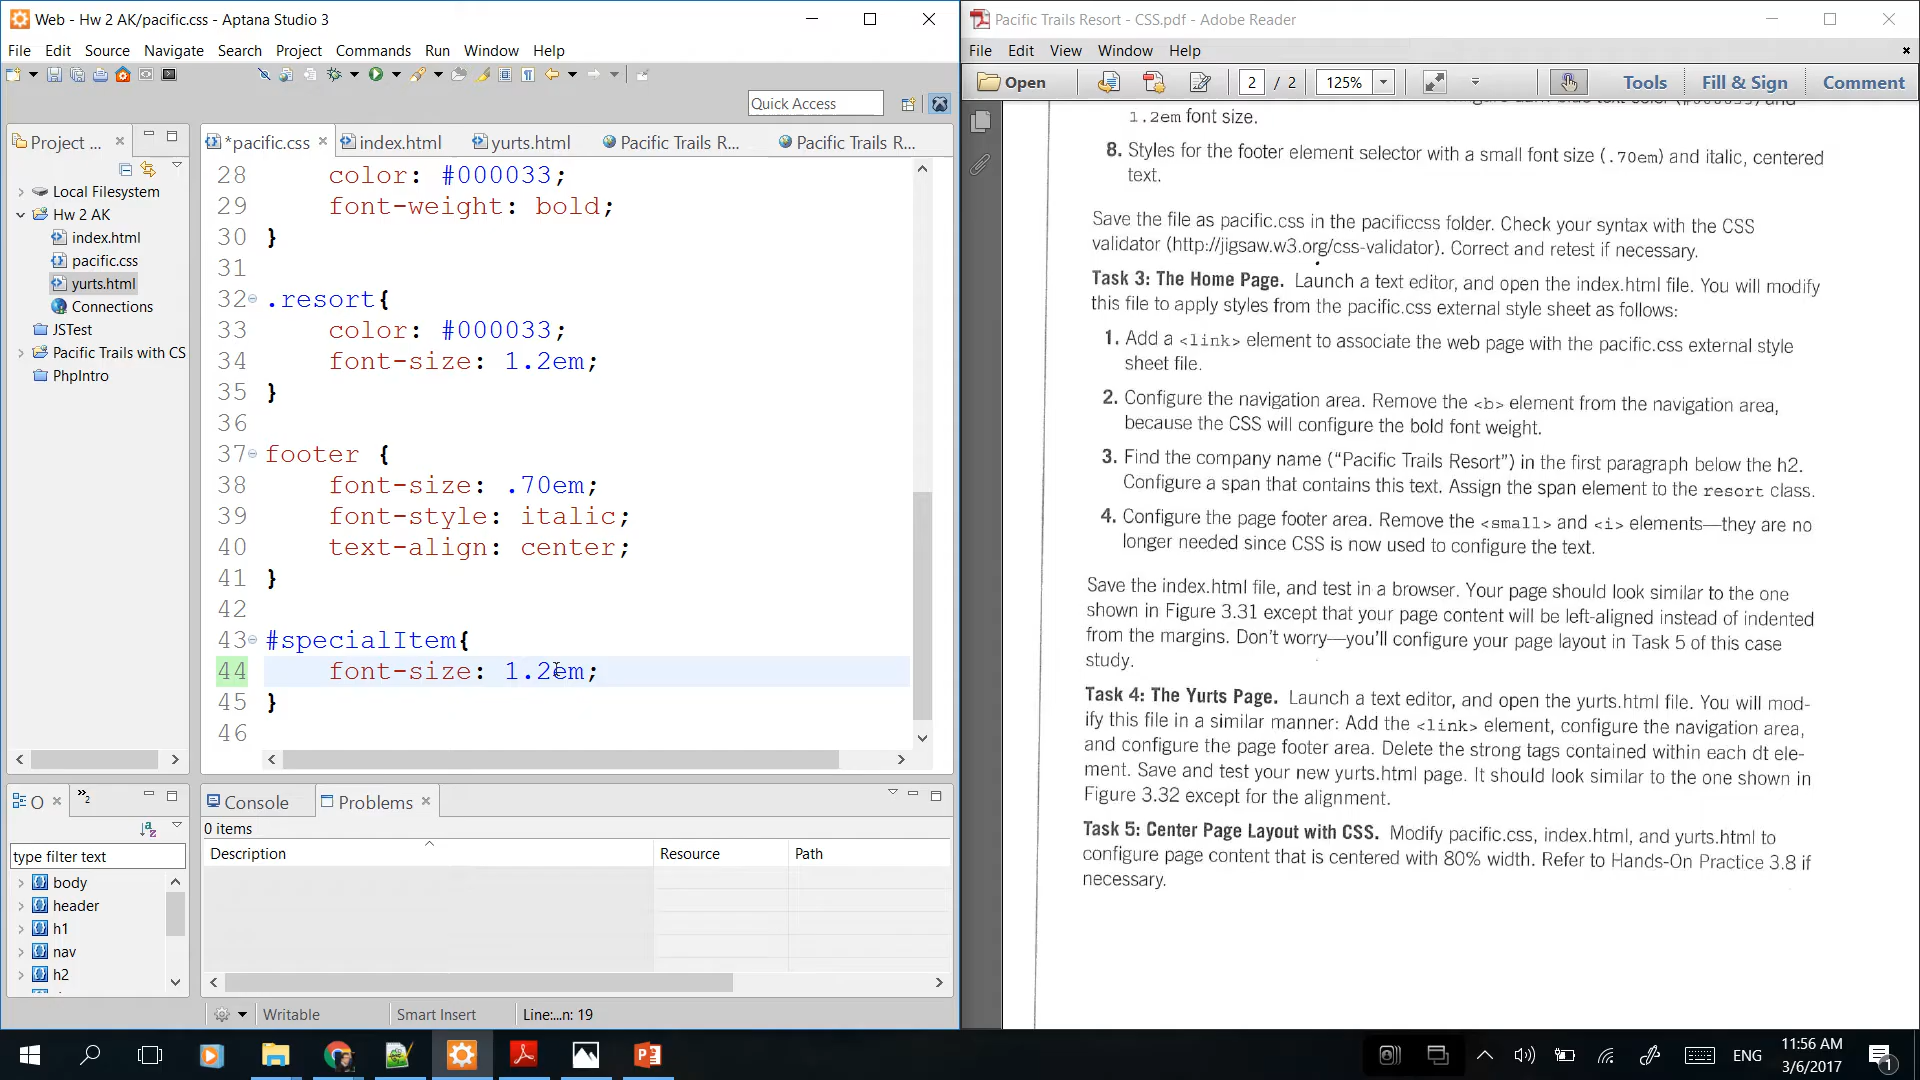 Web - Hw 2 AK/pacific.css - Aptana Studio 3
File Edit Source Navigate Search Project Commands Run Window Help
Quick Access
Project ...
Local Filesystem
Hw 2 AK
index.html
pacific.css
yurts.html
Connections
JSTest
Pacific Trails with CS
PhpIntro
*pacific.css
index.html
yurts.html
Pacific Trails R...
Pacific Trails R...
28 color: #000033;
29 font-weight: bold;
30 }
31
32 .resort{
33 color: #000033;
34 font-size: 1.2em;
35 }
36
37 footer {
38 font-size: .70em;
39 font-style: italic;
40 text-align: center;
41 }
42
43 #specialItem{
44 font-size: 1.2em;
45 }
46
O
»2
type filter text
body
header
h1
nav
h2
Console
Problems
0 items
Description Resource Path
Writable Smart Insert Line:...n: 19
Pacific Trails Resort - CSS.pdf - Adobe Reader
File Edit View Window Help
Open 2 / 2 125% Tools Fill & Sign Comment
1.2em font size.
8. Styles for the footer element selector with a small font size (.70em) and italic, centered
text.
Save the file as pacific.css in the pacificcss folder. Check your syntax with the CSS
validator (http://jigsaw.w3.org/css-validator). Correct and retest if necessary.
Task 3: The Home Page. Launch a text editor, and open the index.html file. You will modify
this file to apply styles from the pacific.css external style sheet as follows:
1. Add a <link> element to associate the web page with the pacific.css external style
sheet file.
2. Configure the navigation area. Remove the <b> element from the navigation area,
because the CSS will configure the bold font weight.
3. Find the company name (“Pacific Trails Resort”) in the first paragraph below the h2.
Configure a span that contains this text. Assign the span element to the resort class.
4. Configure the page footer area. Remove the <small> and <i> elements—they are no
longer needed since CSS is now used to configure the text.
Save the index.html file, and test in a browser. Your page should look similar to the one
shown in Figure 3.31 except that your page content will be left-aligned instead of indented
from the margins. Don’t worry—you’ll configure your page layout in Task 5 of this case
study.
Task 4: The Yurts Page. Launch a text editor, and open the yurts.html file. You will mod-
ify this file in a similar manner: Add the <link> element, configure the navigation area,
and configure the page footer area. Delete the strong tags contained within each dt ele-
ment. Save and test your new yurts.html page. It should look similar to the one shown in
Figure 3.32 except for the alignment.
Task 5: Center Page Layout with CSS. Modify pacific.css, index.html, and yurts.html to
configure page content that is centered with 80% width. Refer to Hands-On Practice 3.8 if
necessary.
ENG
11:56 AM
3/6/2017
1